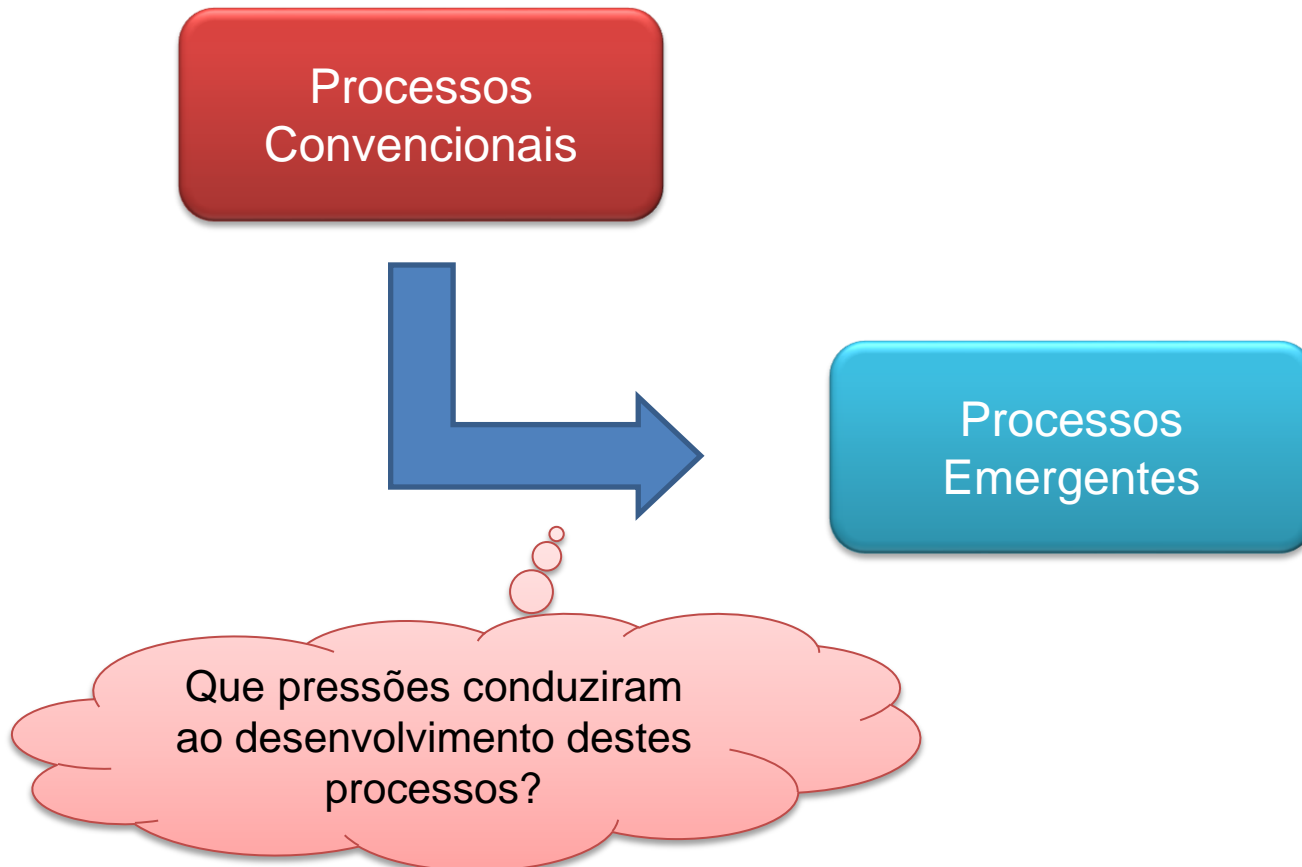 Processos
Convencionais
Processos
Emergentes
Que pressões conduziram
ao desenvolvimento destes
processos?